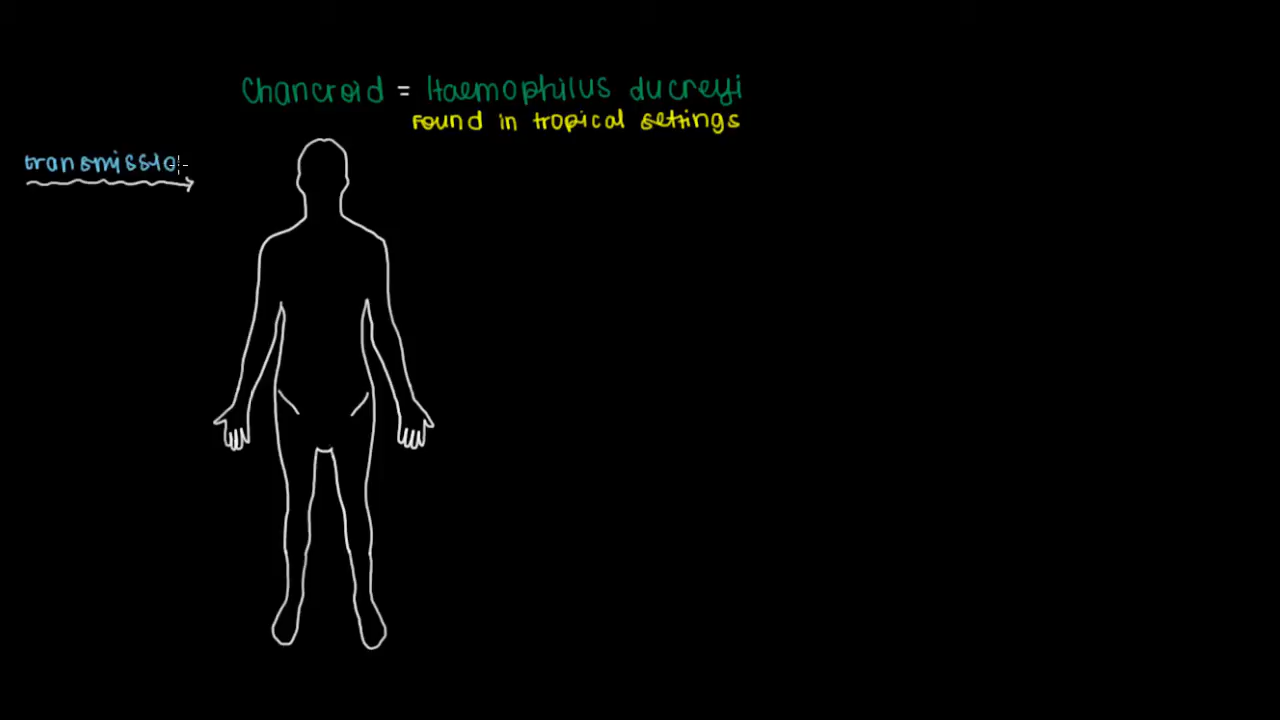 Chancroid = Haemophilus ducreyi
found in tropical settings
transmissio